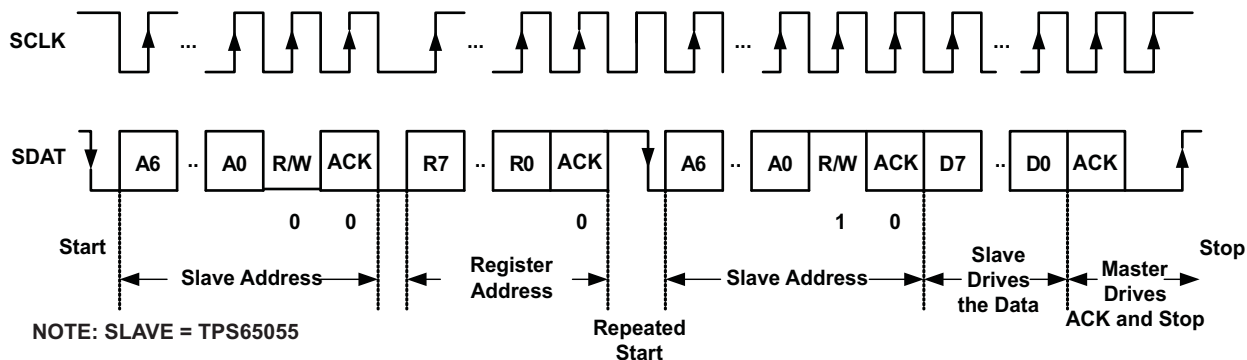 SCLK ... ... ... ...
SDAT A6 .. A0 R/W ACK R7 .. R0 ACK A6 .. A0 R/W ACK D7 .. D0 ACK
0 0 0 1 0
Start Slave Address Register Address Slave Address Slave Drives the Data Master Drives ACK and Stop Stop
Repeated Start
NOTE: SLAVE = TPS65055